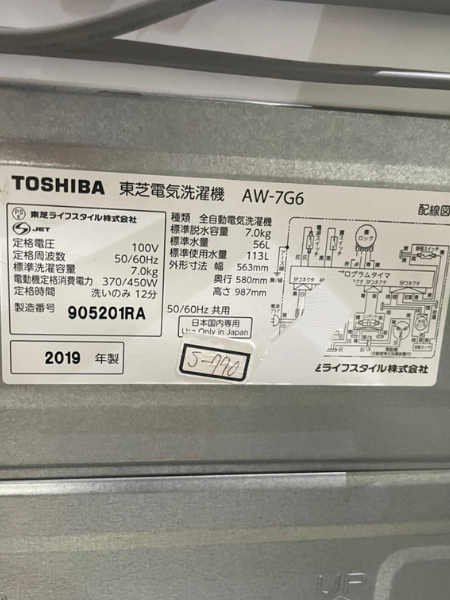 TOSHIBA 東芝電気洗濯機 AW-7G6
配線図
東芝ライフスタイル株式会社
JET
定格電圧 100V
定格周波数 50/60Hz
標準洗濯容量 7.0kg
電動機定格消費電力 370/450W
定格時間 洗いのみ 12分
製造番号 905201RA
2019 年製
種類 全自動電気洗濯機
標準脱水容量 7.0kg
標準水量 56L
標準使用水量 113L
外形寸法 幅 563mm
奥行 580mm
高さ 987mm
50/60Hz 共用
日本国内専用
Use Only in Japan
5-770
ロック
プログラムタイマ
芝ライフスタイル株式会社
UP